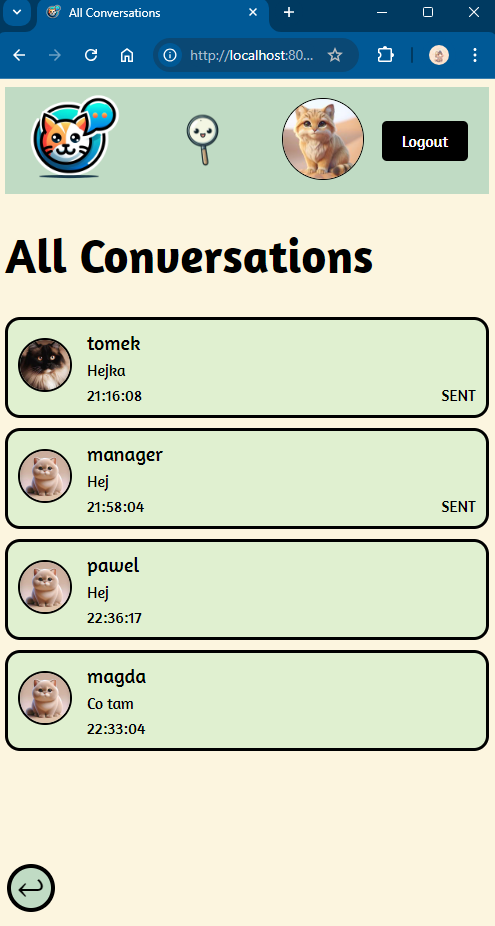 All Conversations
http://localhost:80...
Logout
All Conversations
tomek
Hejka
21:16:08
SENT
manager
Hej
21:58:04
SENT
pawel
Hej
22:36:17
magda
Co tam
22:33:04